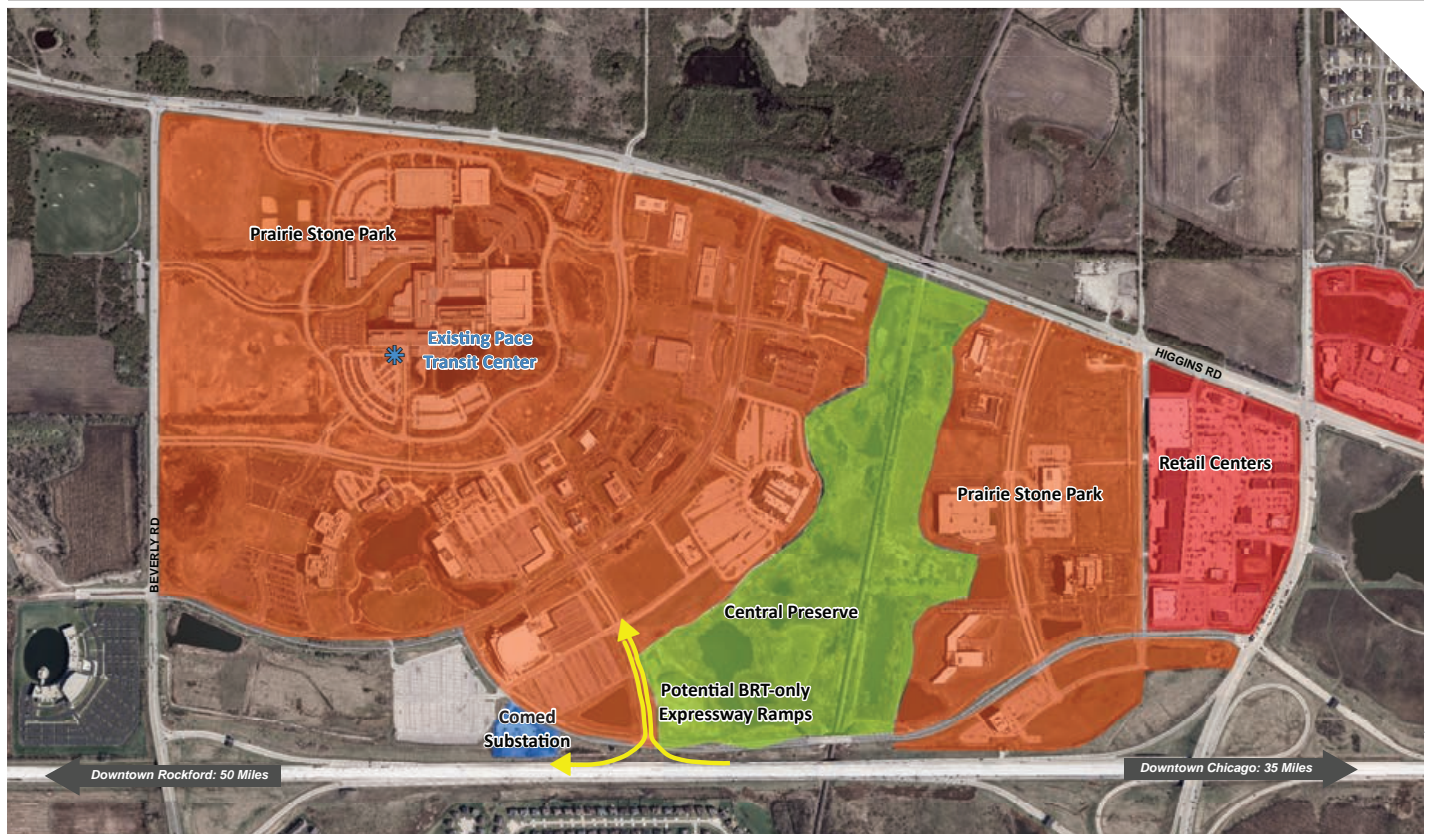 Prairie Stone Park
Existing Pace
Transit Center
HIGGINS RD
Retail Centers
Prairie Stone Park
BEVERLY RD
Central Preserve
Potential BRT-only
Expressway Ramps
Comed
Substation
Downtown Rockford: 50 Miles
Downtown Chicago: 35 Miles